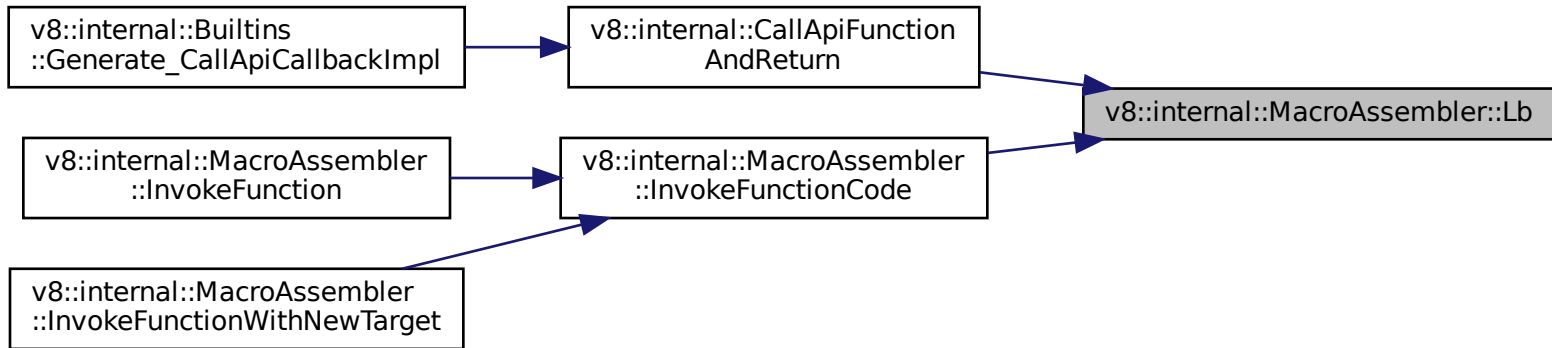 v8::internal::Builtins
::Generate_CallApiCallbackImpl
v8::internal::CallApiFunction
AndReturn
v8::internal::MacroAssembler::Lb
v8::internal::MacroAssembler
::InvokeFunction
v8::internal::MacroAssembler
::InvokeFunctionCode
v8::internal::MacroAssembler
::InvokeFunctionWithNewTarget